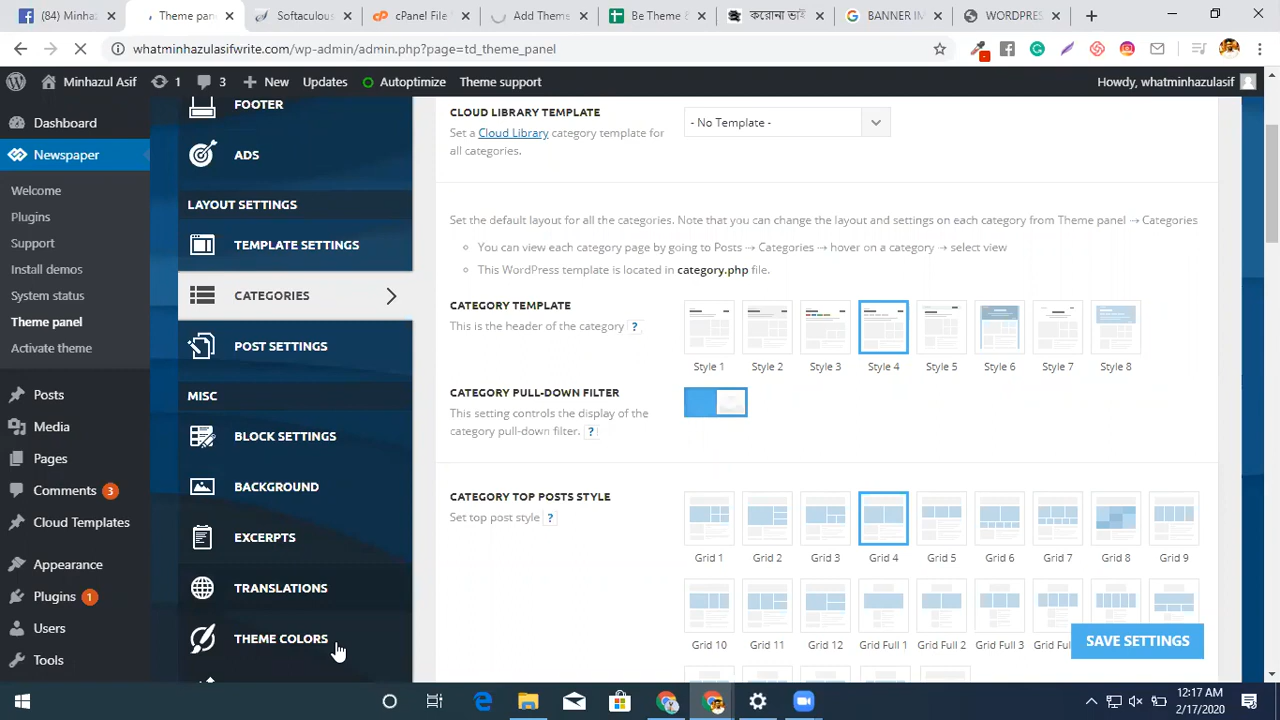 (84) Minhaz
Theme pan
Softaculous
cPanel File
Add Theme
Be Theme &
করোনা ভাই
BANNER IM
WORDPRES
whatminhazulasifwrite.com/wp-admin/admin.php?page=td_theme_panel
Minhazul Asif
1
3
New
Updates
Autoptimize
Theme support
Howdy, whatminhazulasif
Dashboard
Newspaper
Welcome
Plugins
Support
Install demos
System status
Theme panel
Activate theme
Posts
Media
Pages
Comments 3
Cloud Templates
Appearance
Plugins 1
Users
Tools
FOOTER
ADS
LAYOUT SETTINGS
TEMPLATE SETTINGS
CATEGORIES
POST SETTINGS
MISC
BLOCK SETTINGS
BACKGROUND
EXCERPTS
TRANSLATIONS
THEME COLORS
CLOUD LIBRARY TEMPLATE
Set a Cloud Library category template for
all categories.
- No Template -
Set the default layout for all the categories. Note that you can change the layout and settings on each category from Theme panel → Categories
You can view each category page by going to Posts → Categories → hover on a category → select view
This WordPress template is located in category.php file.
CATEGORY TEMPLATE
This is the header of the category ?
Style 1 Style 2 Style 3 Style 4 Style 5 Style 6 Style 7 Style 8
CATEGORY PULL-DOWN FILTER
This setting controls the display of the
category pull-down filter. ?
CATEGORY TOP POSTS STYLE
Set top post style ?
Grid 1 Grid 2 Grid 3 Grid 4 Grid 5 Grid 6 Grid 7 Grid 8 Grid 9
Grid 10 Grid 11 Grid 12 Grid Full 1 Grid Full 2 Grid Full 3 Grid Fu
SAVE SETTINGS
12:17 AM
2/17/2020